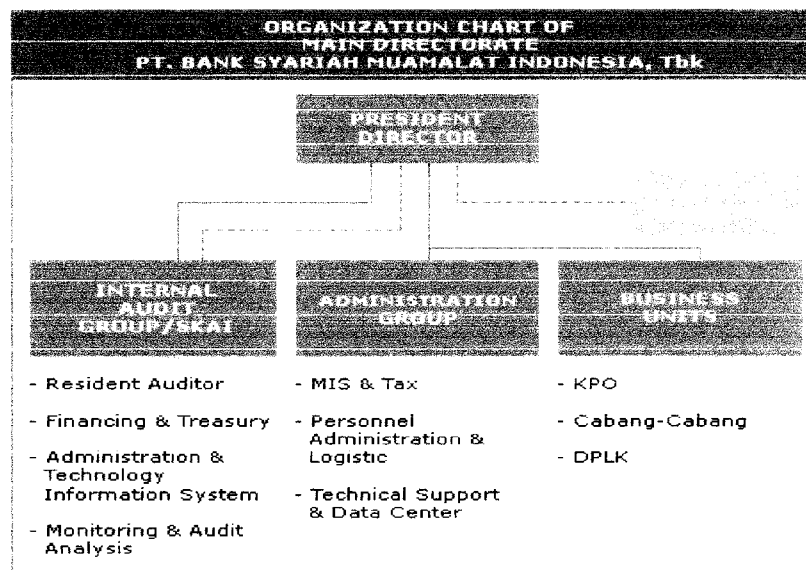 ORGANIZATION CHART OF
MAIN DIRECTORATE
PT. BANK SYARIAH MUAMALAT INDONESIA, Tbk
PRESIDENT
DIRECTOR
INTERNAL
AUDIT
GROUP/SKAI
ADMINISTRATION
GROUP
BUSINESS
UNITS
- Resident Auditor
- Financing & Treasury
- Administration &
Technology
Information System
- Monitoring & Audit
Analysis
- MIS & Tax
- Personnel
Administration &
Logistic
- Technical Support
& Data Center
- KPO
- Cabang-Cabang
- DPLK